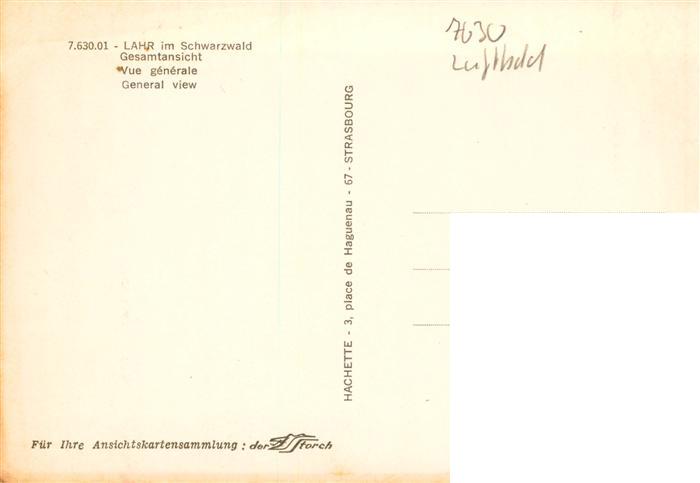 7.630.01 - LAHR im Schwarzwald
Gesamtansicht
Vue générale
General view
7630
Luftbild
HACHETTE - 3, place de Haguenau - 67 - STRASBOURG
Für Ihre Ansichtskartensammlung : der Storch